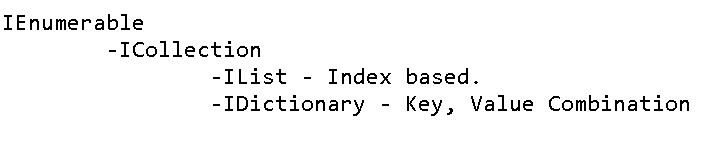 IEnumerable
-ICollection
-IList - Index based.
-IDictionary - Key, Value Combination